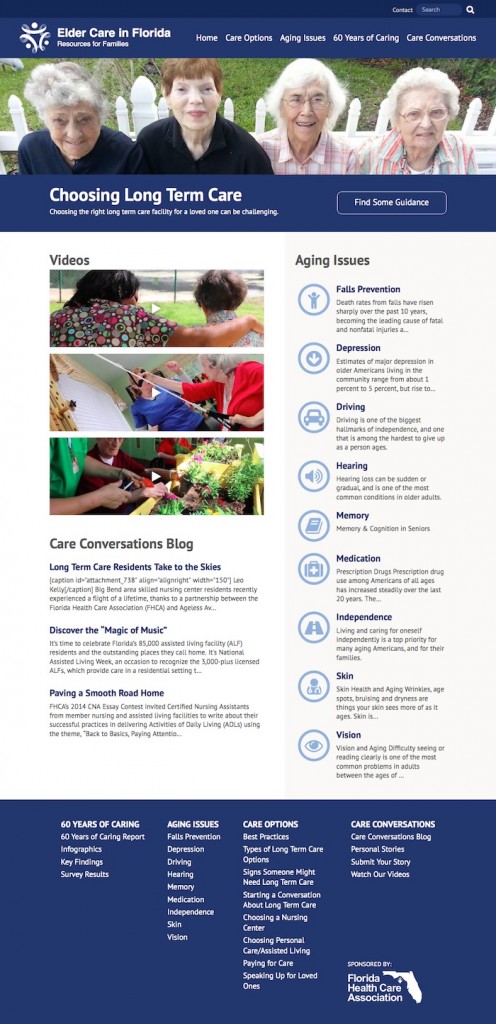 Contact
Search
Elder Care in Florida
Resources for Families
Home
Care Options
Aging Issues
60 Years of Caring
Care Conversations
Choosing Long Term Care
Choosing the right long term care facility for a loved one can be challenging.
Find Some Guidance
Videos
Care Conversations Blog
Long Term Care Residents Take to the Skies
[caption id="attachment_738" align="alignright" width="150"] Leo
Kelly[/caption] Big Bend area skilled nursing center residents recently
experienced a flight of a lifetime, thanks to a partnership between the
Florida Health Care Association (FHCA) and Ageless Av...
Discover the “Magic of Music”
It's time to celebrate Florida's 85,000 assisted living facility (ALF)
residents and the outstanding places they call home. It's National
Assisted Living Week, an occasion to recognize the 3,000-plus licensed
ALFs, which provide care in a residential setting t...
Paving a Smooth Road Home
FHCA's 2014 CNA Essay Contest invited Certified Nursing Assistants
from member nursing and assisted living facilities to write about their
successful practices in delivering Activities of Daily Living (ADLs) using
the theme, “Back to Basics, Paying Attentio...
Aging Issues
Falls Prevention
Death rates from falls have risen
sharply over the past 10 years,
becoming the leading cause of fatal
and nonfatal injuries a...
Depression
Estimates of major depression in
older Americans living in the
community range from about 1
percent to 5 percent, but rise to...
Driving
Driving is one of the biggest
hallmarks of independence, and one
that is among the hardest to give up
as a person ages.
Hearing
Hearing loss can be sudden or
gradual, and is one of the most
common conditions in older adults.
Memory
Memory & Cognition in Seniors
Medication
Prescription Drugs Prescription drug
use among Americans of all ages
has increased steadily over the last
20 years. The...
Independence
Living and caring for oneself
independently is a top priority for
many aging Americans, and for their
families.
Skin
Skin Health and Aging Wrinkles, age
spots, bruising and dryness are
things your skin sees more of as it
ages. Skin is...
Vision
Vision and Aging Difficulty seeing or
reading clearly is one of the most
common problems in adults
between the ages of ...
60 YEARS OF CARING
60 Years of Caring Report
Infographics
Key Findings
Survey Results
AGING ISSUES
Falls Prevention
Depression
Driving
Hearing
Memory
Medication
Independence
Skin
Vision
CARE OPTIONS
Best Practices
Types of Long Term Care
Options
Signs Someone Might
Need Long Term Care
Starting a Conversation
About Long Term Care
Choosing a Nursing
Center
Choosing Personal
Care/Assisted Living
Paying for Care
Speaking Up for Loved
Ones
CARE CONVERSATIONS
Care Conversations Blog
Personal Stories
Submit Your Story
Watch Our Videos
SPONSORED BY:
Florida
Health Care
Association